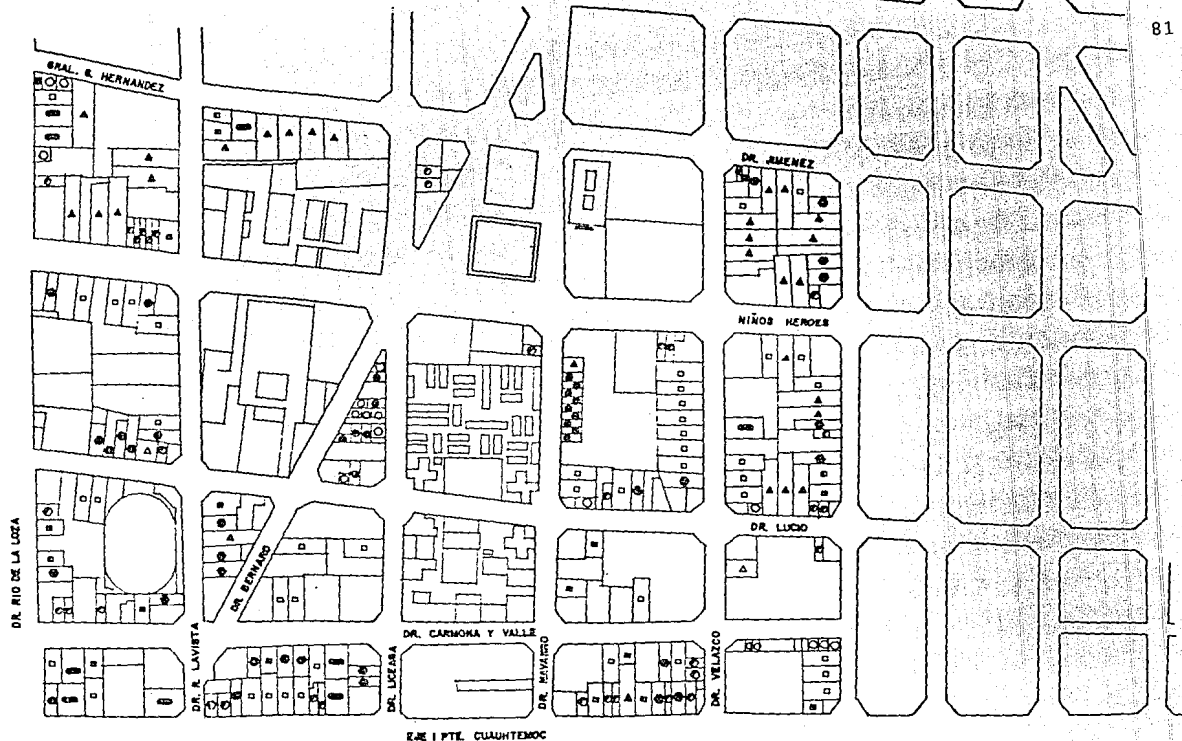 81
GRAL. G. HERNANDEZ
DR. JIMENEZ
NIÑOS HEROES
DR. LUCIO
DR. RIO DE LA LOZA
DR. BERNARD
DR. R. LAVISTA
DR. CARMONA Y VALLE
DR. LICEAGA
DR. NAVARRO
DR. VELAZCO
EJE 1 PTE. CUAUHTEMOC